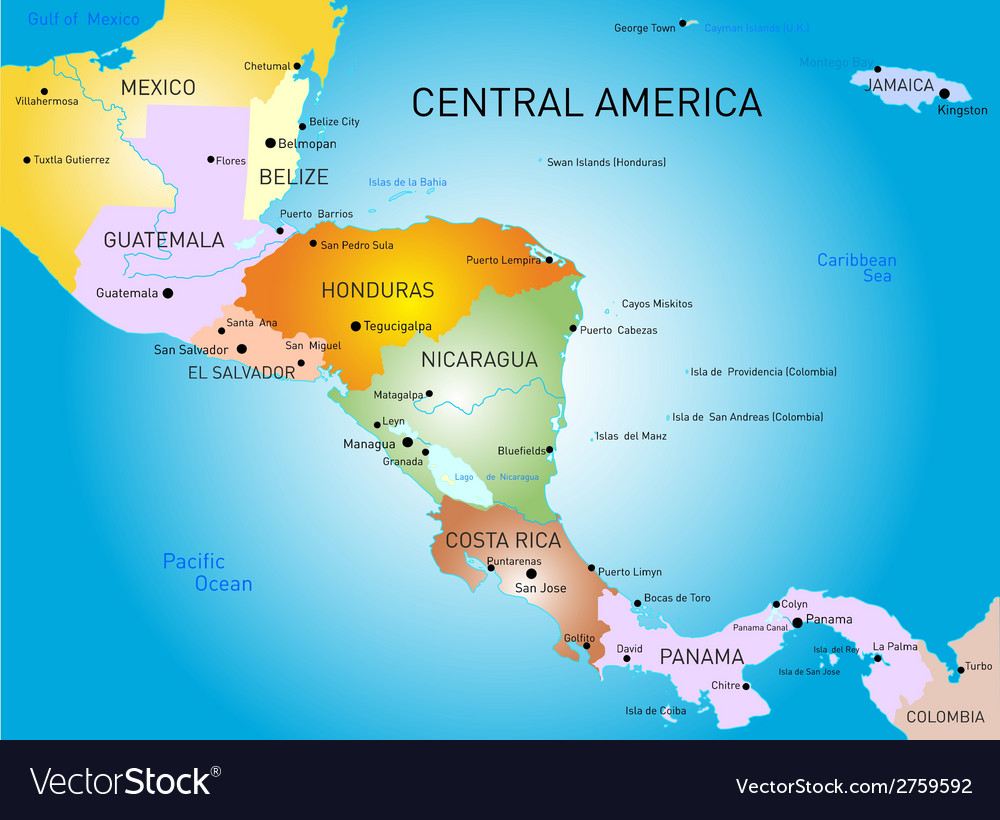 Gulf of Mexico
George Town
Cayman Islands (U.K.)
Chetumal
Montego Bay
MEXICO
JAMAICA
Villahermosa
CENTRAL AMERICA
Kingston
Belize City
Belmopan
Tuxtla Gutierrez
Flores
Swan Islands (Honduras)
BELIZE
Islas de la Bahia
Puerto Barrios
GUATEMALA
San Pedro Sula
Puerto Lempira
Caribbean
Sea
Guatemala
HONDURAS
Cayos Miskitos
Santa Ana
Tegucigalpa
Puerto Cabezas
San Salvador
San Miguel
NICARAGUA
EL SALVADOR
Isla de Providencia (Colombia)
Matagalpa
Leyn
Isla de San Andreas (Colombia)
Managua
Islas del Maнz
Granada
Bluefields
Lago de Nicaragua
COSTA RICA
Pacific
Ocean
Puntarenas
San Jose
Puerto Limyn
Bocas de Toro
Colyn
Panama Canal
Panama
Golfito
David
PANAMA
Isla del Rey
La Palma
Isla de San Jose
Turbo
Chitre
Isla de Coiba
COLOMBIA
VectorStock®
VectorStock.com/2759592